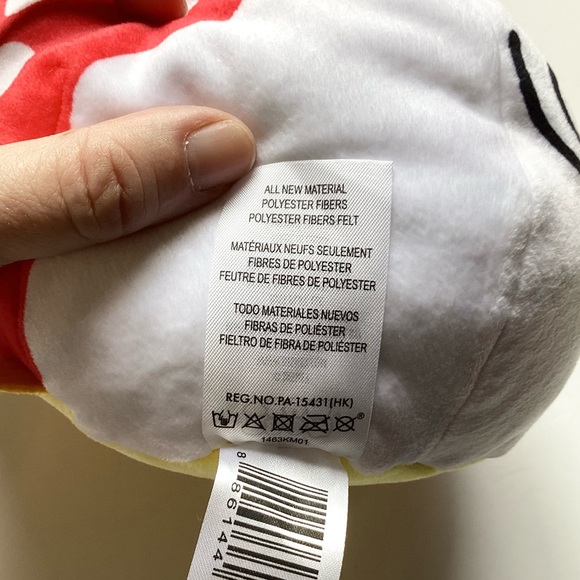 ALL NEW MATERIAL
POLYESTER FIBERS
POLYESTER FIBERS FELT
MATÉRIAUX NEUFS SEULEMENT
FIBRES DE POLYESTER
FEUTRE DE FIBRES DE POLYESTER
TODO MATERIALES NUEVOS
FIBRAS DE POLIÉSTER
FIELTRO DE FIBRA DE POLIÉSTER
REG.NO.PA-15431(HK)
1463KM01
8 86144